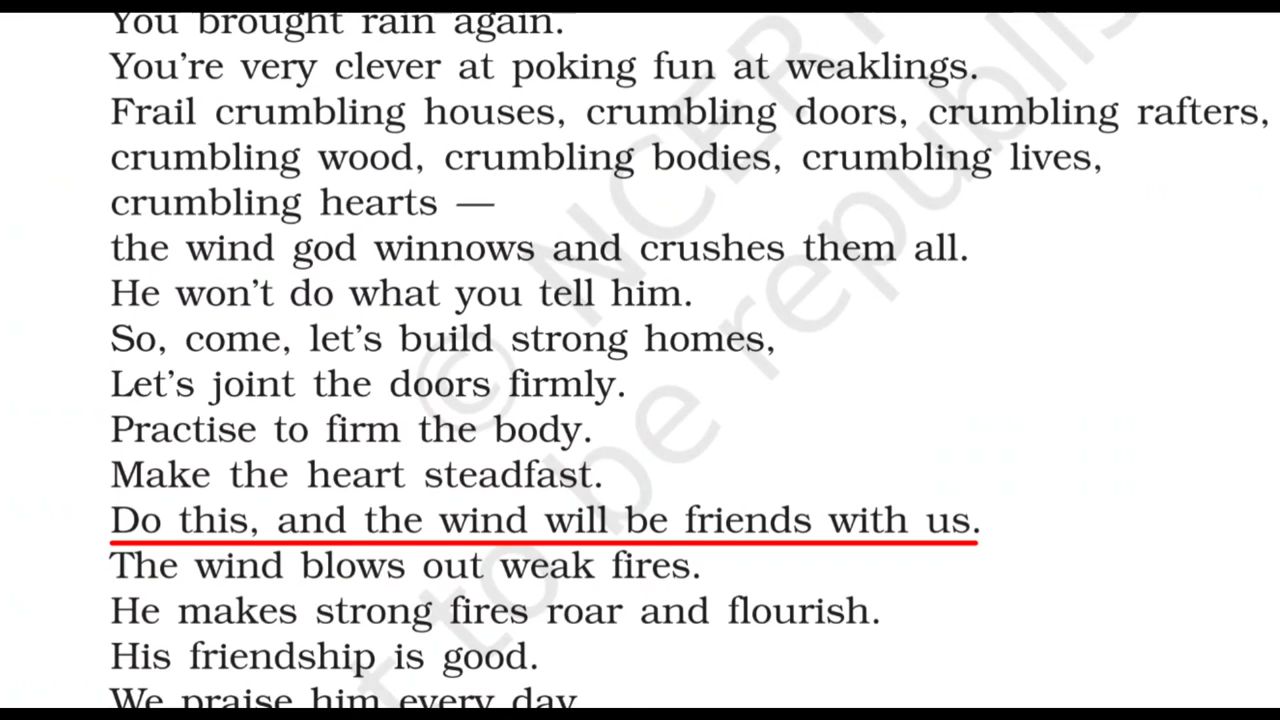 You brought rain again.
You're very clever at poking fun at weaklings.
Frail crumbling houses, crumbling doors, crumbling rafters,
crumbling wood, crumbling bodies, crumbling lives,
crumbling hearts —
the wind god winnows and crushes them all.
He won't do what you tell him.
So, come, let's build strong homes,
Let's joint the doors firmly.
Practise to firm the body.
Make the heart steadfast.
Do this, and the wind will be friends with us.
The wind blows out weak fires.
He makes strong fires roar and flourish.
His friendship is good.
We praise him every day
© NCER
t to be republis